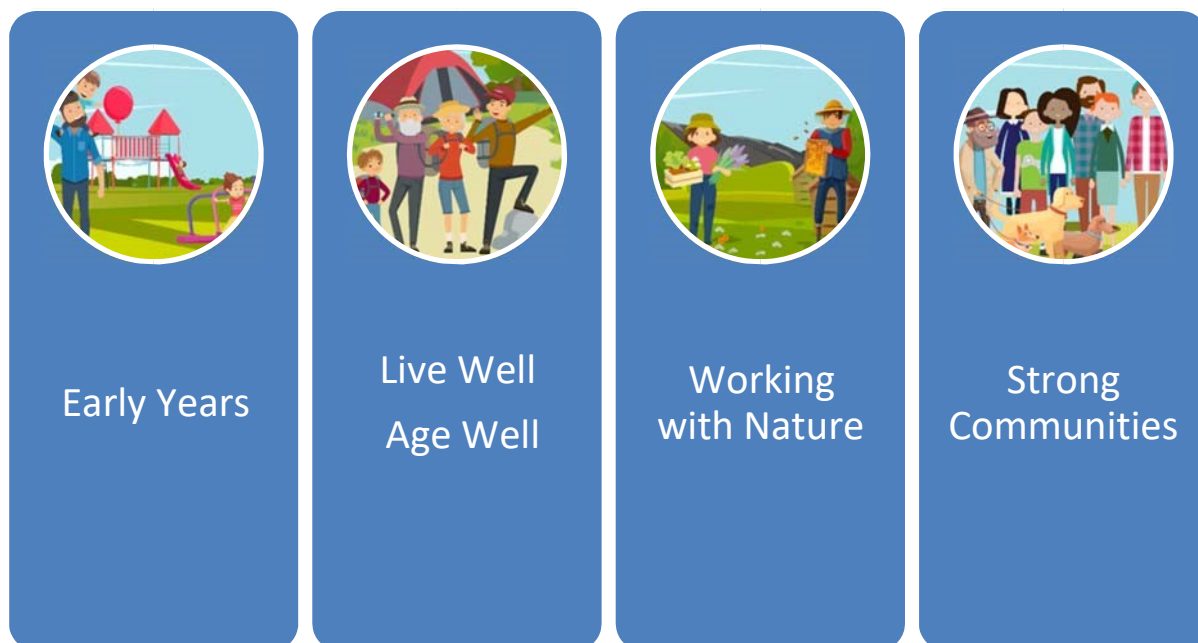 Early Years
Live Well
Age Well
Working
with Nature
Strong
Communities